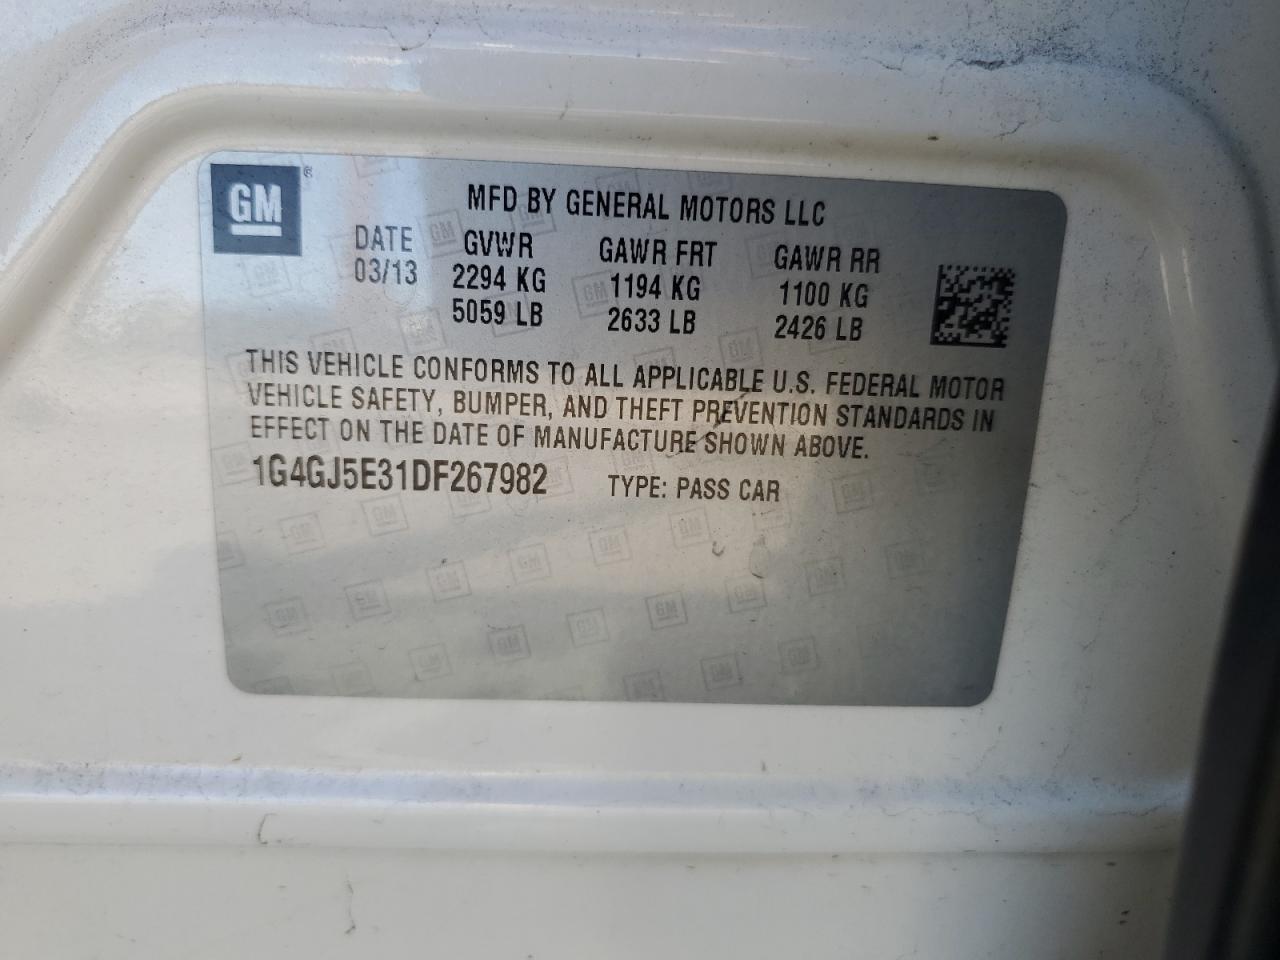 GM®
MFD BY GENERAL MOTORS LLC
DATE GVWR GAWR FRT GAWR RR
03/13 2294 KG 1194 KG 1100 KG
5059 LB 2633 LB 2426 LB
THIS VEHICLE CONFORMS TO ALL APPLICABLE U.S. FEDERAL MOTOR
VEHICLE SAFETY, BUMPER, AND THEFT PREVENTION STANDARDS IN
EFFECT ON THE DATE OF MANUFACTURE SHOWN ABOVE.
1G4GJ5E31DF267982 TYPE: PASS CAR